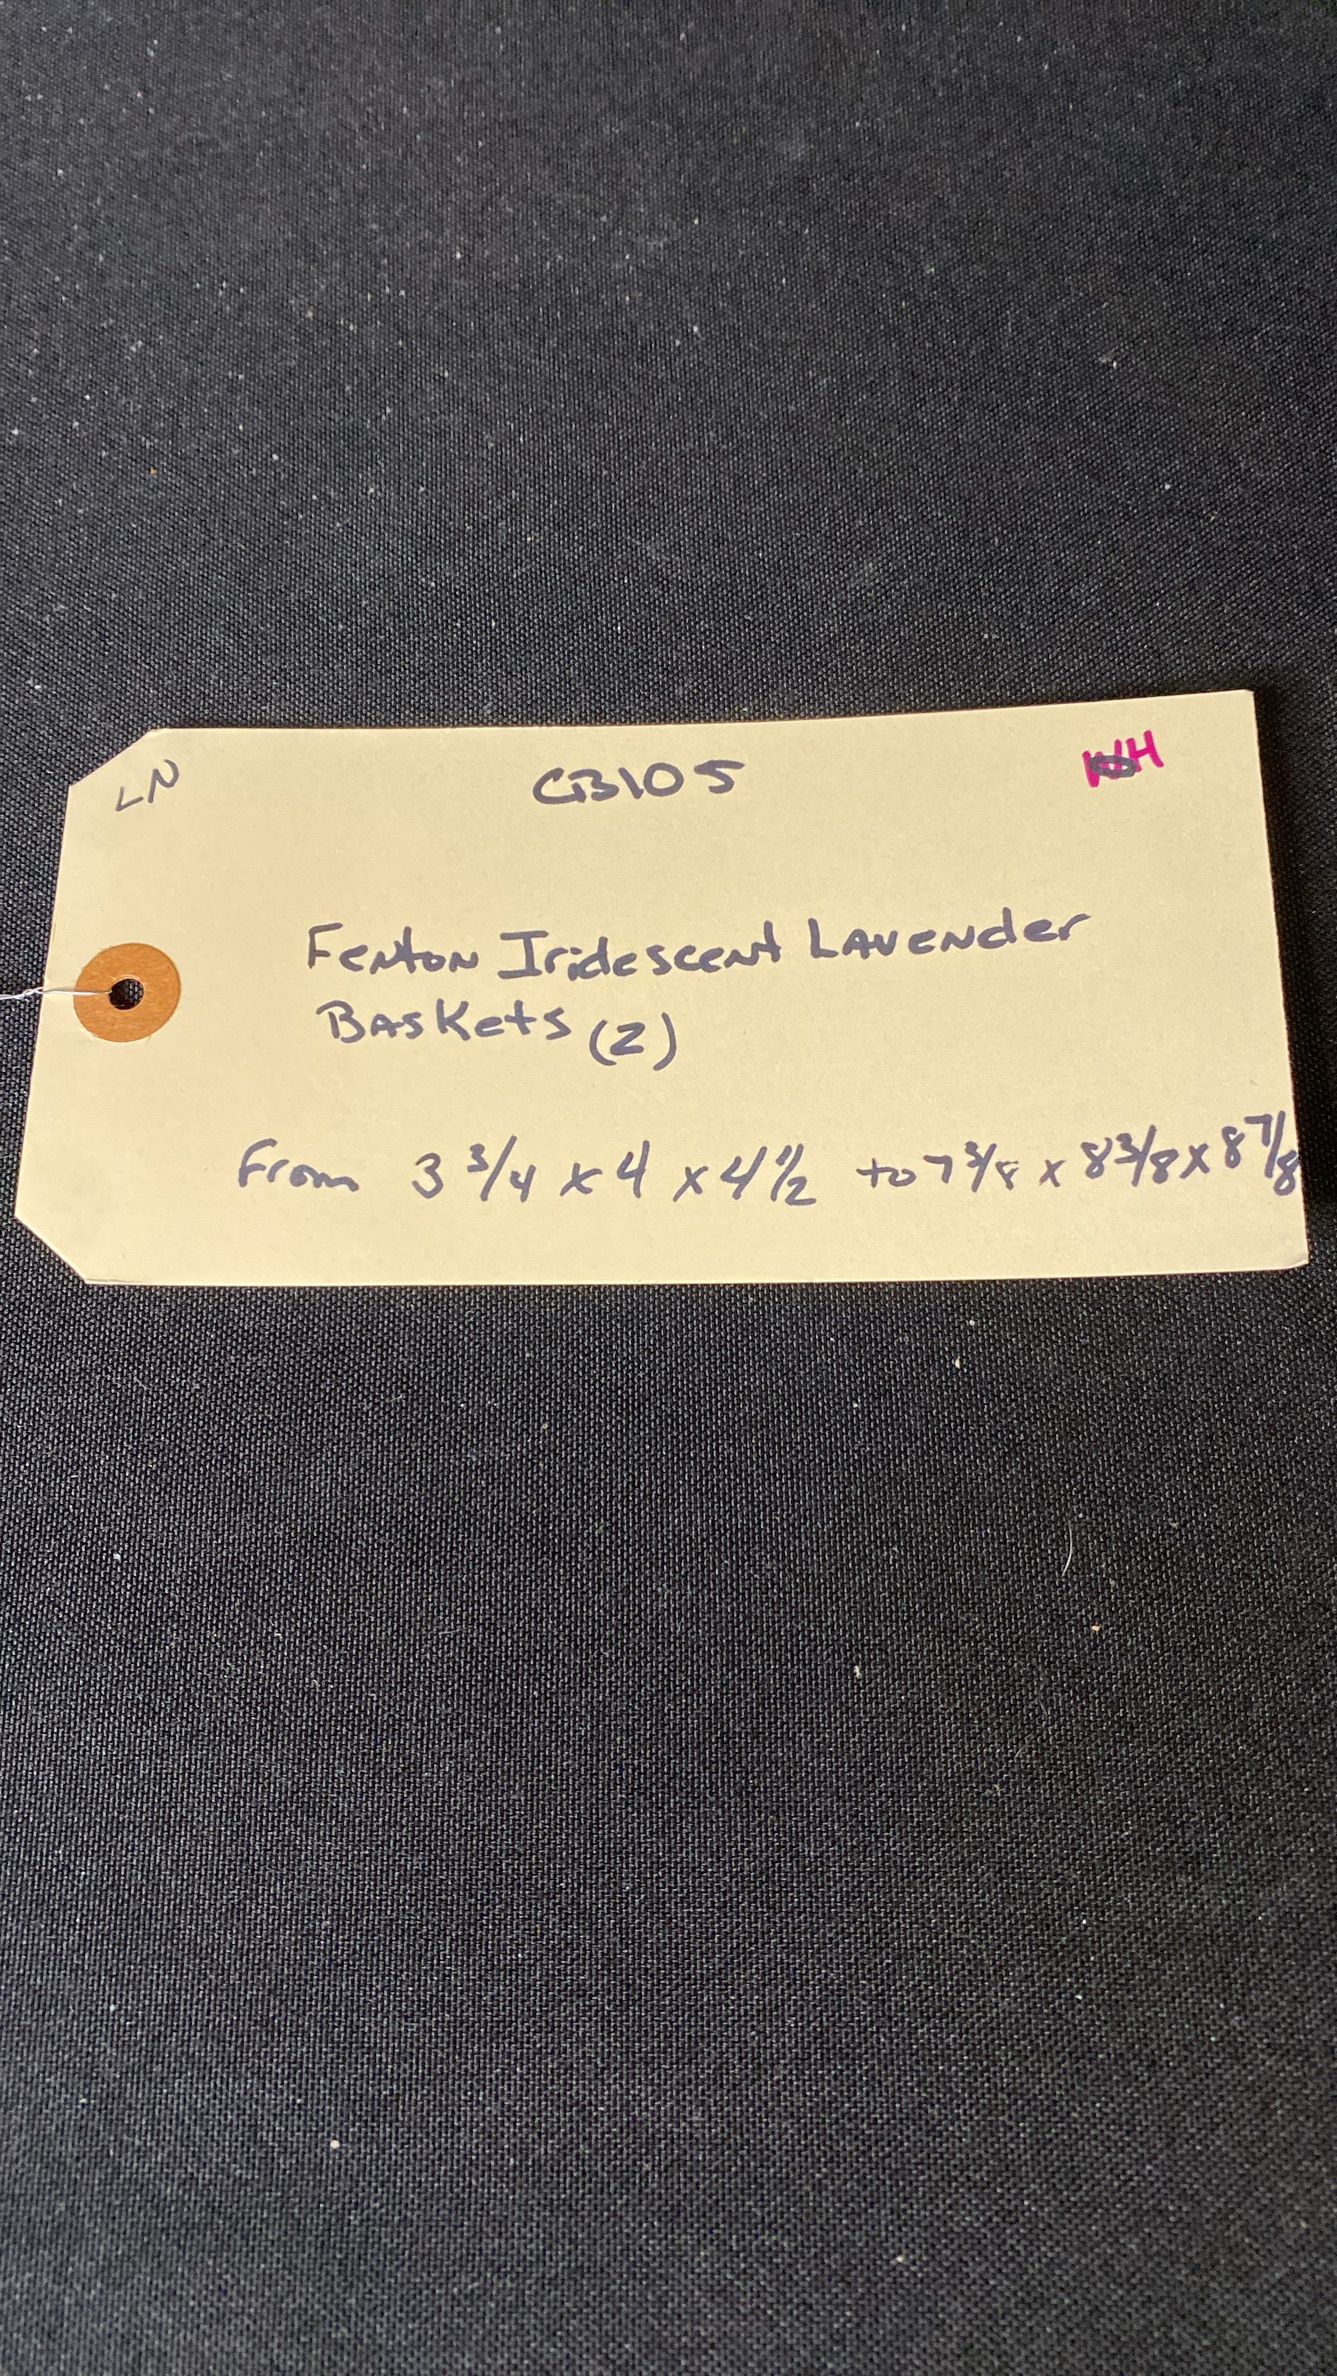 LN
GB105
Fenton Iridescent Lavender
Baskets (2)
From 3 3/4 x 4 x 4 1/2 to 7 3/8 x 8 3/8 x 8 7/8